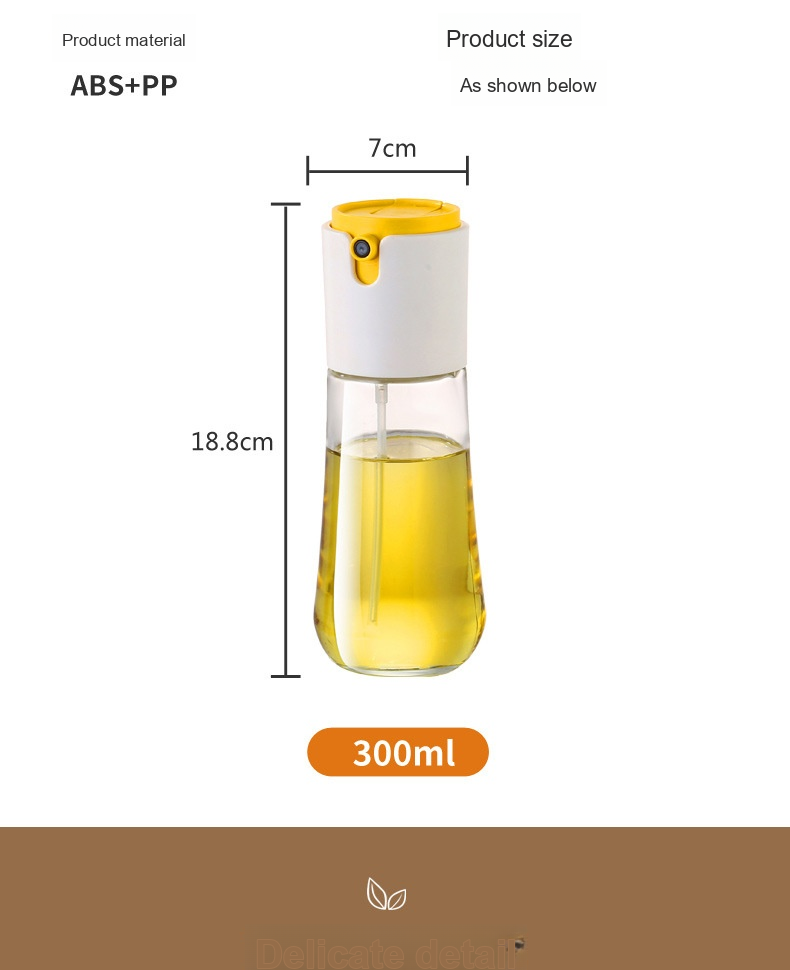 Product material
Product size
ABS+PP
As shown below
7cm
18.8cm
300ml
Delicate detail